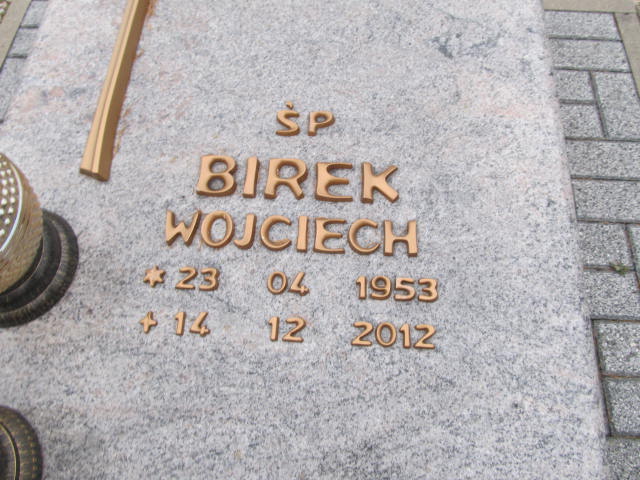 ŚP
BIREK
WOJCIECH
* 23 04 1953
+ 14 12 2012